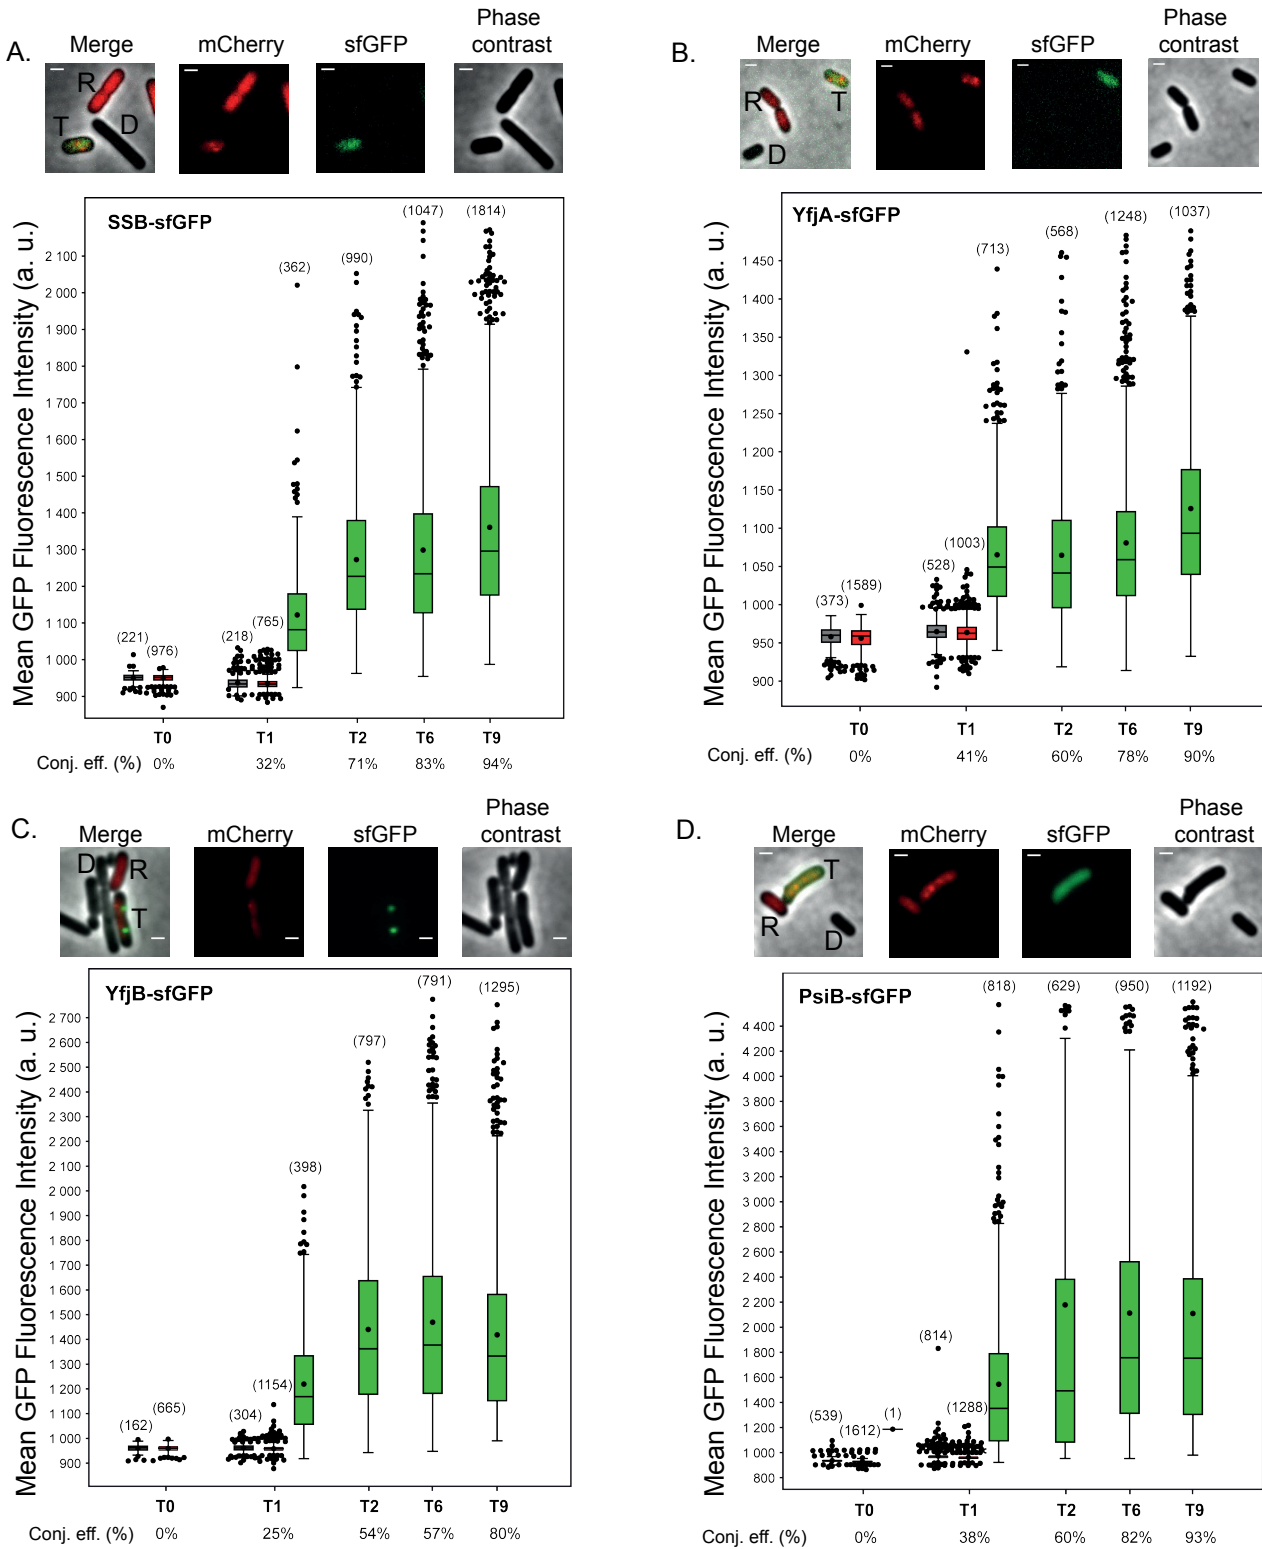 A.
Merge
mCherry
sfGFP
Phase
contrast
R
T
D
SSB-sfGFP
Mean GFP Fluorescence Intensity (a. u.)
2 100
2 000
1 900
1 800
1 700
1 600
1 500
1 400
1 300
1 200
1 100
1 000
900
(221)
(976)
(218)
(765)
(362)
(990)
(1047)
(1814)
T0
T1
T2
T6
T9
Conj. eff. (%)
0%
32%
71%
83%
94%
B.
Merge
mCherry
sfGFP
Phase
contrast
R
T
D
YfjA-sfGFP
Mean GFP Fluorescence Intensity (a. u.)
1 450
1 400
1 350
1 300
1 250
1 200
1 150
1 100
1 050
1 000
950
900
(373)
(1589)
(528)
(1003)
(713)
(568)
(1248)
(1037)
T0
T1
T2
T6
T9
Conj. eff. (%)
0%
41%
60%
78%
90%
C.
Merge
mCherry
sfGFP
Phase
contrast
D
R
T
YfjB-sfGFP
Mean GFP Fluorescence Intensity (a. u.)
2 700
2 600
2 500
2 400
2 300
2 200
2 100
2 000
1 900
1 800
1 700
1 600
1 500
1 400
1 300
1 200
1 100
1 000
900
(162)
(665)
(304)
(1154)
(398)
(797)
(791)
(1295)
T0
T1
T2
T6
T9
Conj. eff. (%)
0%
25%
54%
57%
80%
D.
Merge
mCherry
sfGFP
Phase
contrast
T
R
D
PsiB-sfGFP
Mean GFP Fluorescence Intensity (a. u.)
4 400
4 200
4 000
3 800
3 600
3 400
3 200
3 000
2 800
2 600
2 400
2 200
2 000
1 800
1 600
1 400
1 200
1 000
800
(539)
(1612)
(1)
(814)
(1288)
(818)
(629)
(950)
(1192)
T0
T1
T2
T6
T9
Conj. eff. (%)
0%
38%
60%
82%
93%